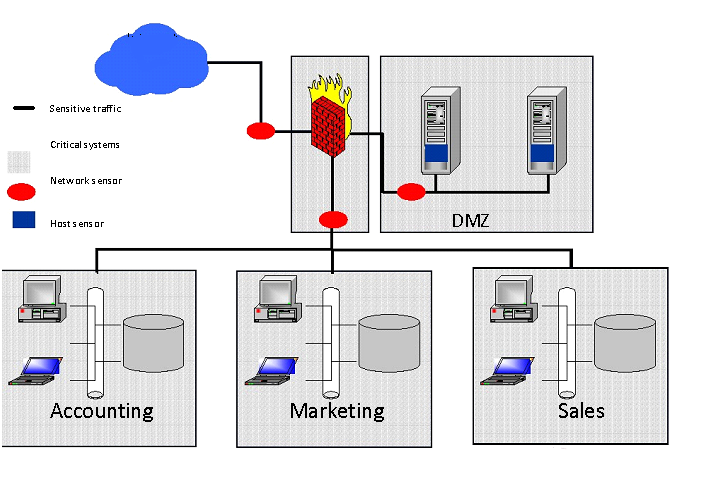 Sensitive traffic
Critical systems
Network sensor
Host sensor
DMZ
Accounting
Marketing
Sales